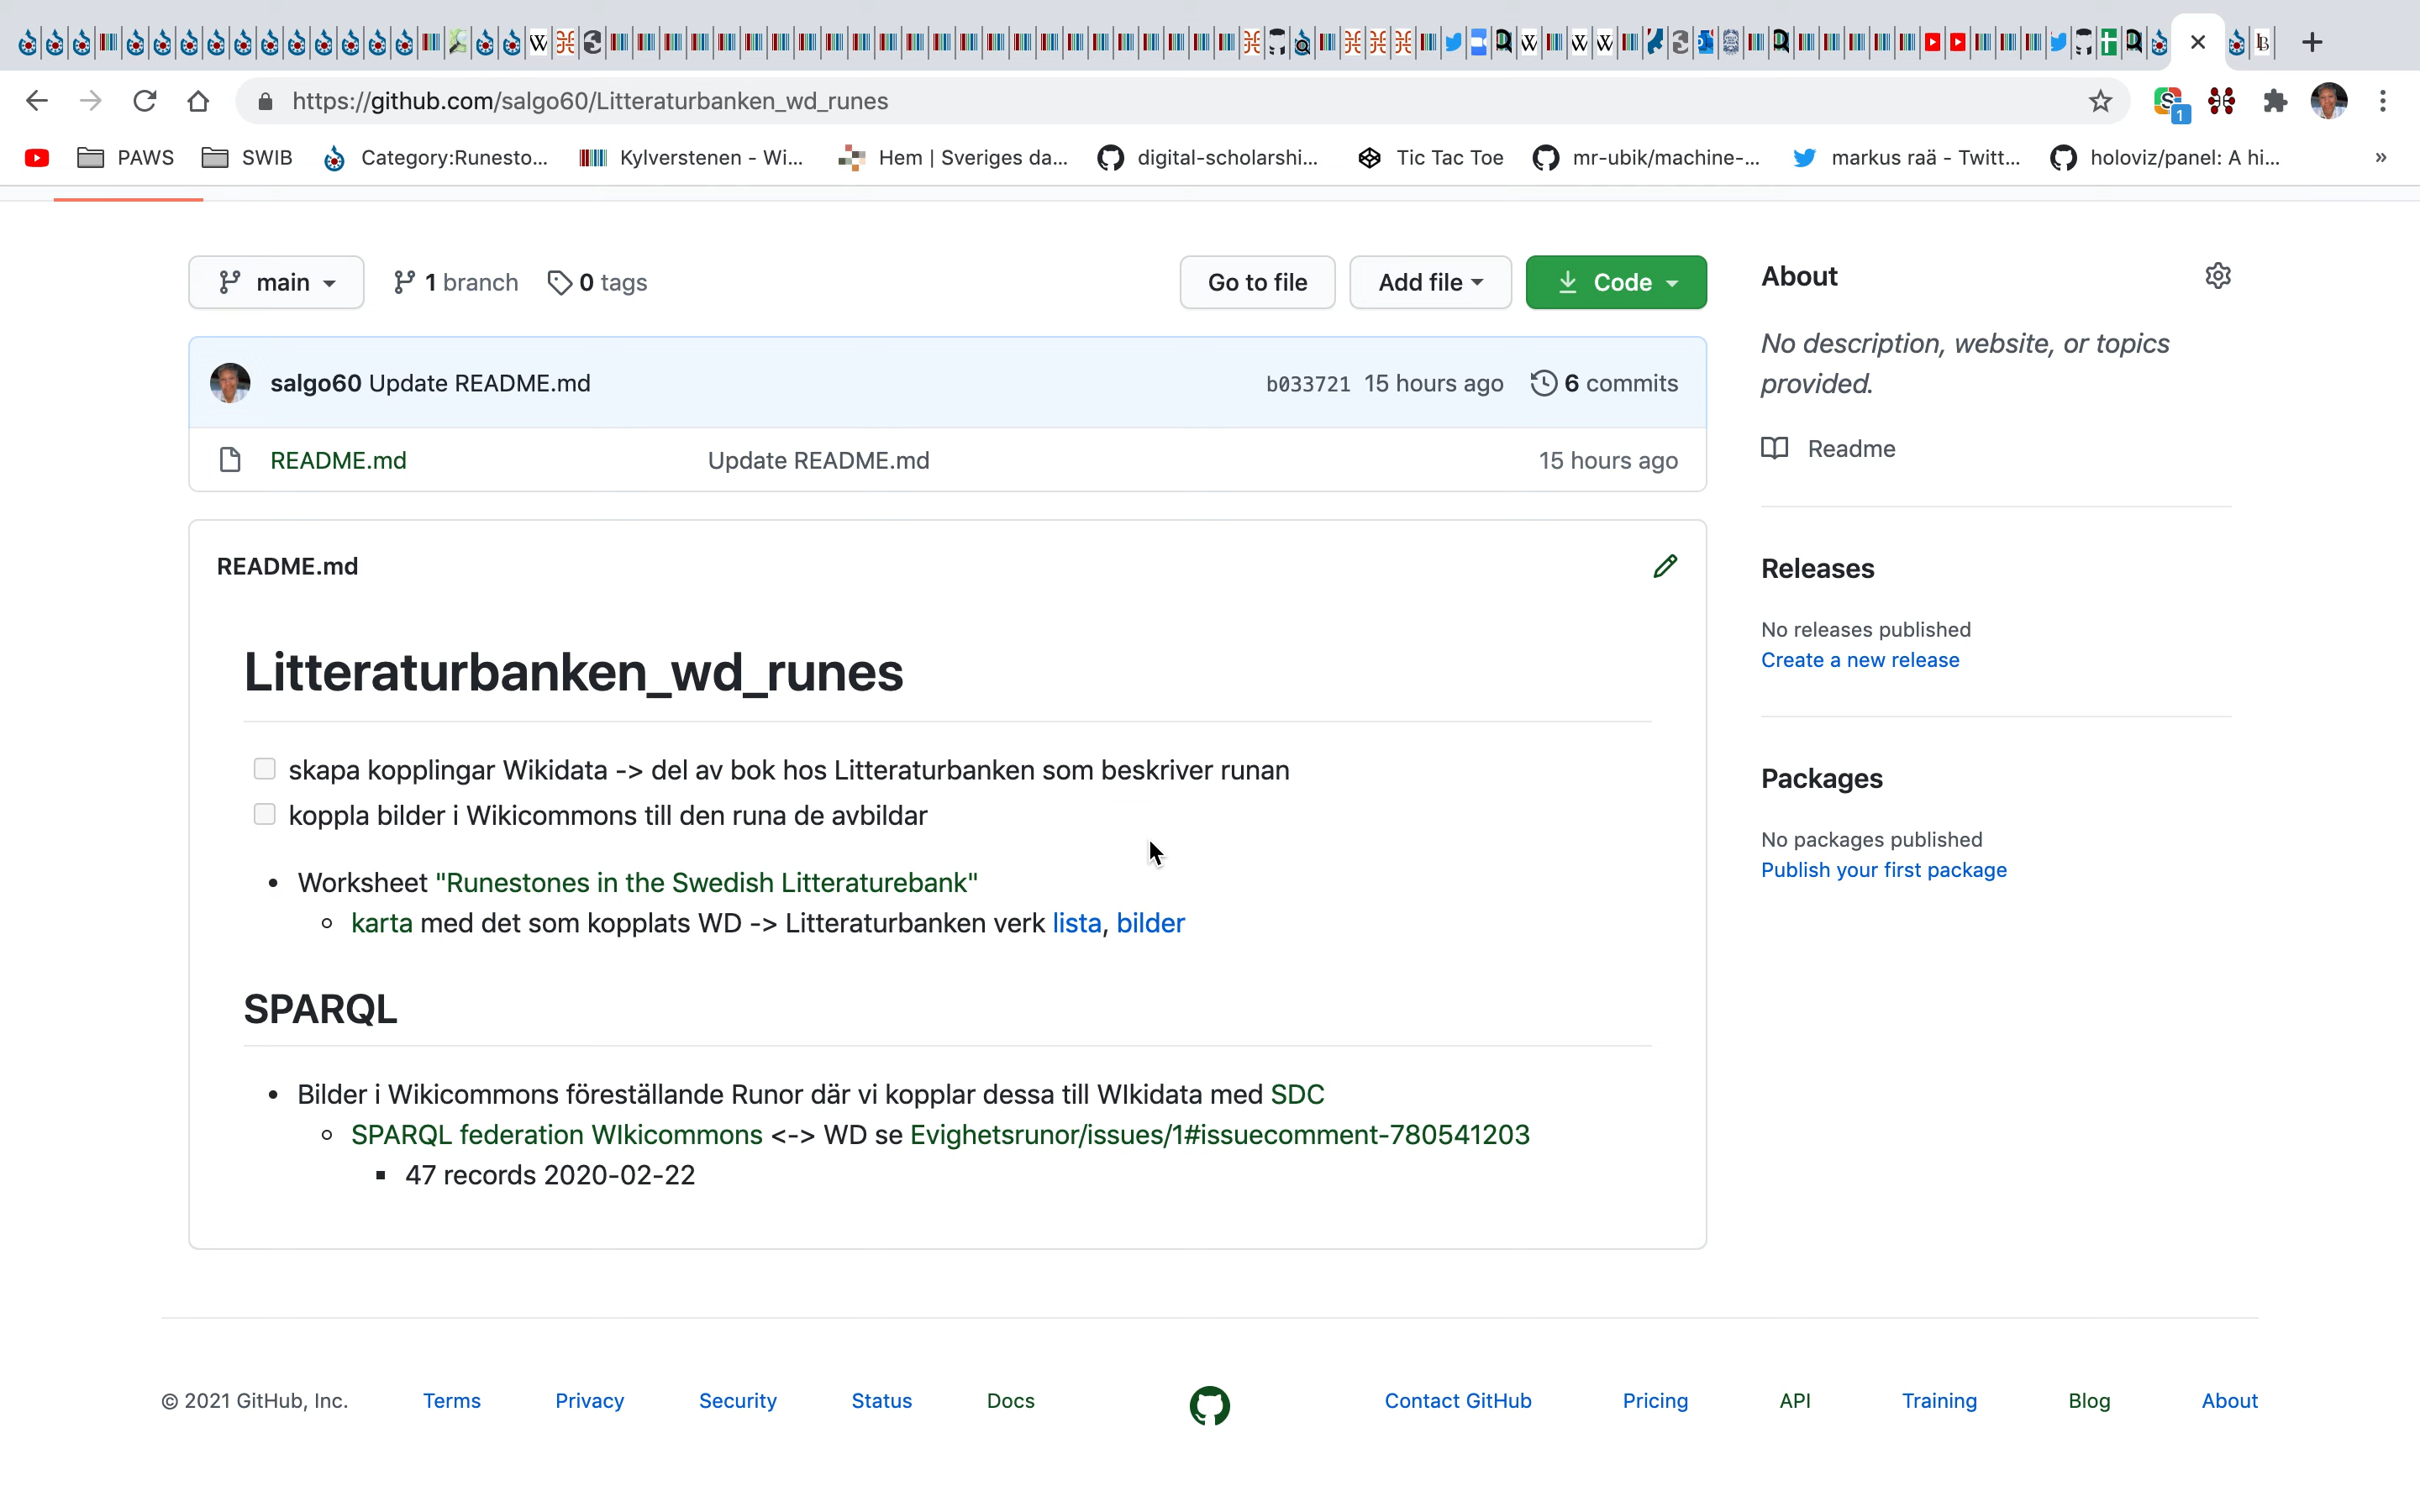 https://github.com/salgo60/Litteraturbanken_wd_runes
1
PAWS SWIB Category:Runesto... Kylverstenen - Wi... Hem | Sveriges da... digital-scholarshi... Tic Tac Toe mr-ubik/machine-... markus raä - Twitt... holoviz/panel: A hi... »
main 1 branch 0 tags Go to file Add file Code
salgo60 Update README.md b033721 15 hours ago 6 commits
README.md Update README.md 15 hours ago
README.md
Litteraturbanken_wd_runes
skapa kopplingar Wikidata -> del av bok hos Litteraturbanken som beskriver runan
koppla bilder i Wikicommons till den runa de avbildar
• Worksheet "Runestones in the Swedish Litteraturebank"
◦ karta med det som kopplats WD -> Litteraturbanken verk lista, bilder
SPARQL
• Bilder i Wikicommons föreställande Runor där vi kopplar dessa till WIkidata med SDC
◦ SPARQL federation WIkicommons <-> WD se Evighetsrunor/issues/1#issuecomment-780541203
▪ 47 records 2020-02-22
About
No description, website, or topics
provided.
Readme
Releases
No releases published
Create a new release
Packages
No packages published
Publish your first package
© 2021 GitHub, Inc. Terms Privacy Security Status Docs Contact GitHub Pricing API Training Blog About